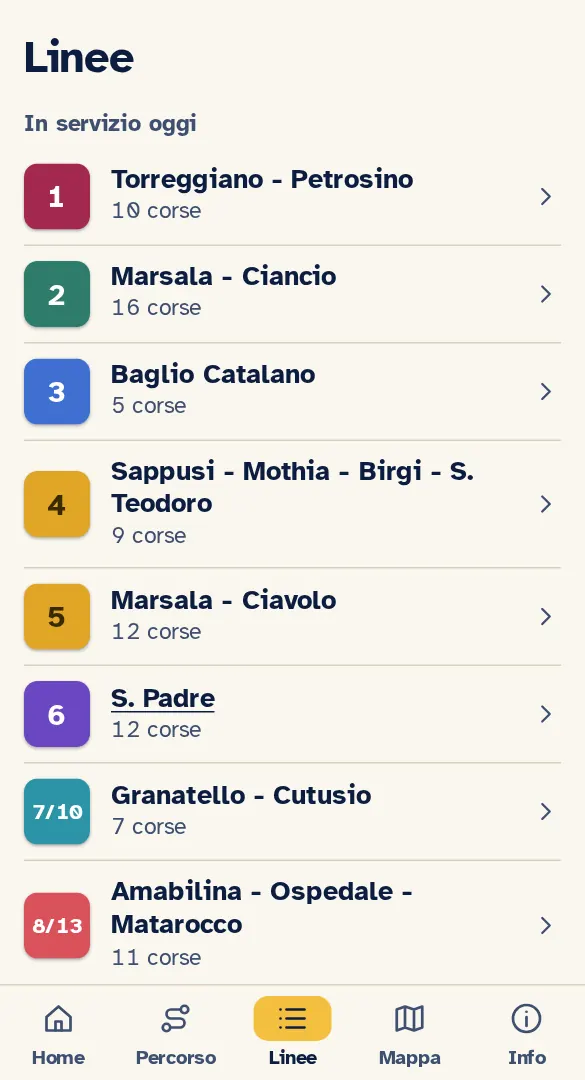 Linee
In servizio oggi
1
Torreggiano - Petrosino
10 corse
2
Marsala - Ciancio
16 corse
3
Baglio Catalano
5 corse
4
Sappusi - Mothia - Birgi - S.
Teodoro
9 corse
5
Marsala - Ciavolo
12 corse
6
S. Padre
12 corse
7/10
Granatello - Cutusio
7 corse
8/13
Amabilina - Ospedale -
Matarocco
11 corse
Home
Percorso
Linee
Mappa
Info